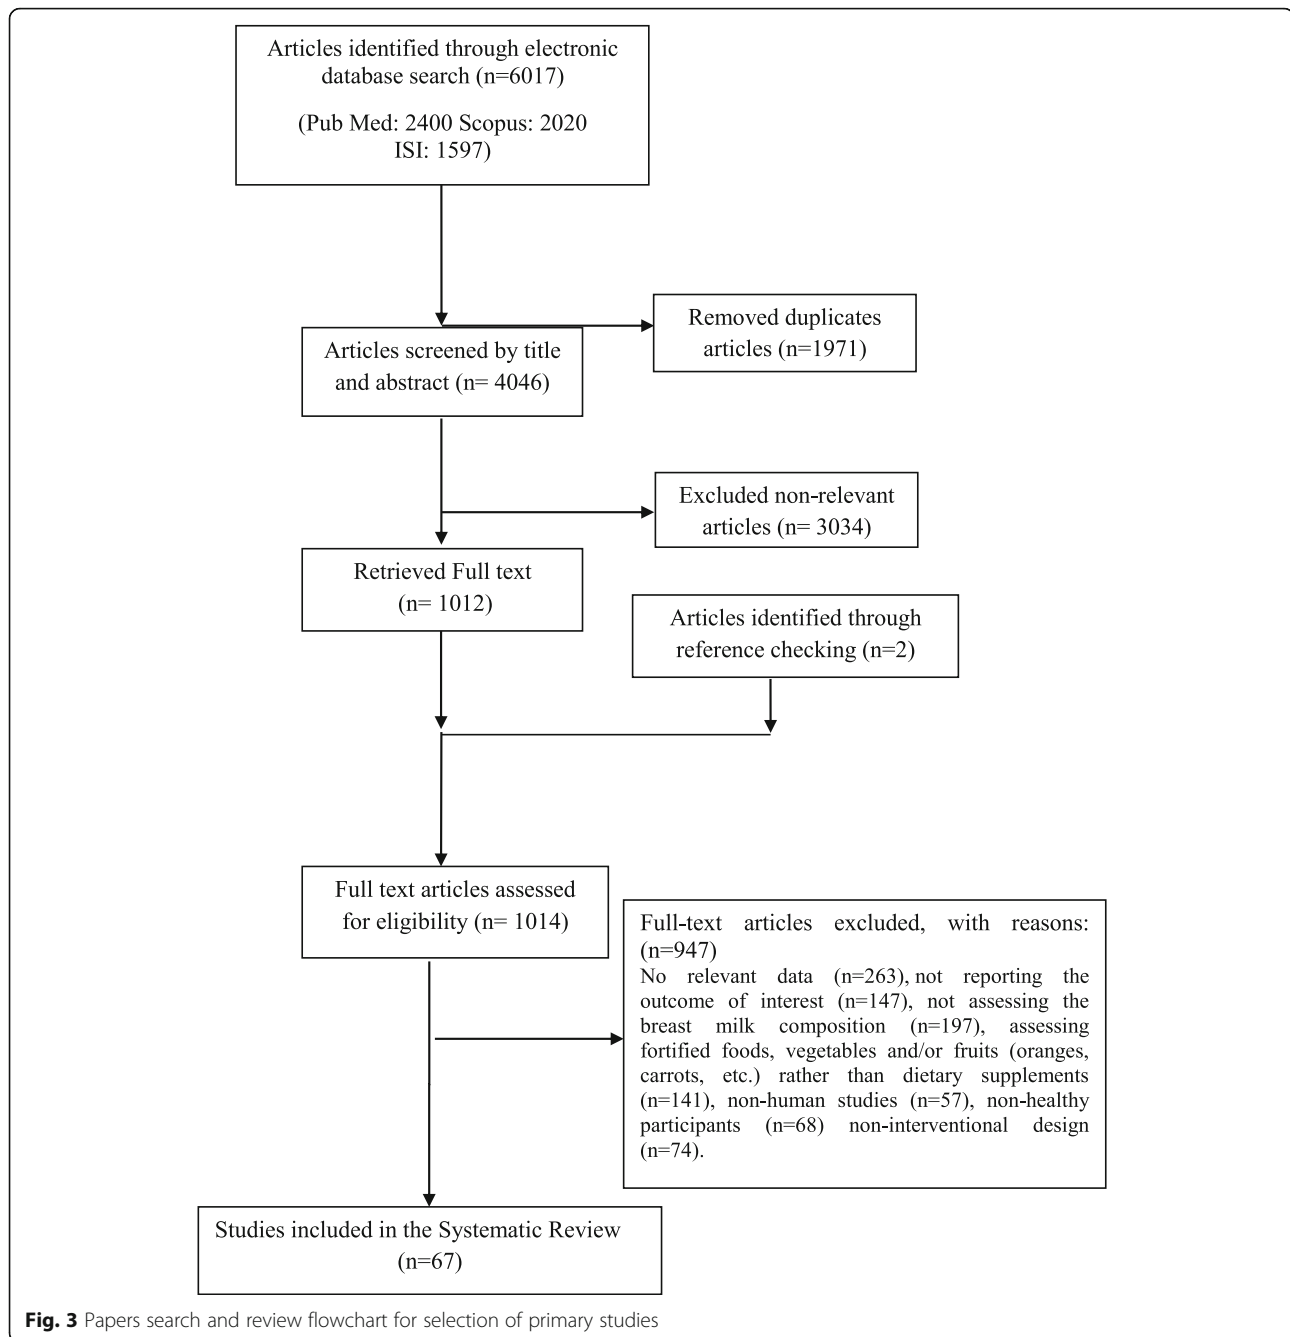 Articles identified through electronic
database search (n=6017)
(Pub Med: 2400 Scopus: 2020
ISI: 1597)
Removed duplicates
articles (n=1971)
Articles screened by title
and abstract (n= 4046)
Excluded non-relevant
articles (n= 3034)
Retrieved Full text
(n= 1012)
Articles identified through
reference checking (n=2)
Full text articles assessed
for eligibility (n= 1014)
Full-text articles excluded, with reasons:
(n=947)
No relevant data (n=263), not reporting the
outcome of interest (n=147), not assessing the
breast milk composition (n=197), assessing
fortified foods, vegetables and/or fruits (oranges,
carrots, etc.) rather than dietary supplements
(n=141), non-human studies (n=57), non-healthy
participants (n=68) non-interventional design
(n=74).
Studies included in the Systematic Review
(n=67)
Fig. 3 Papers search and review flowchart for selection of primary studies